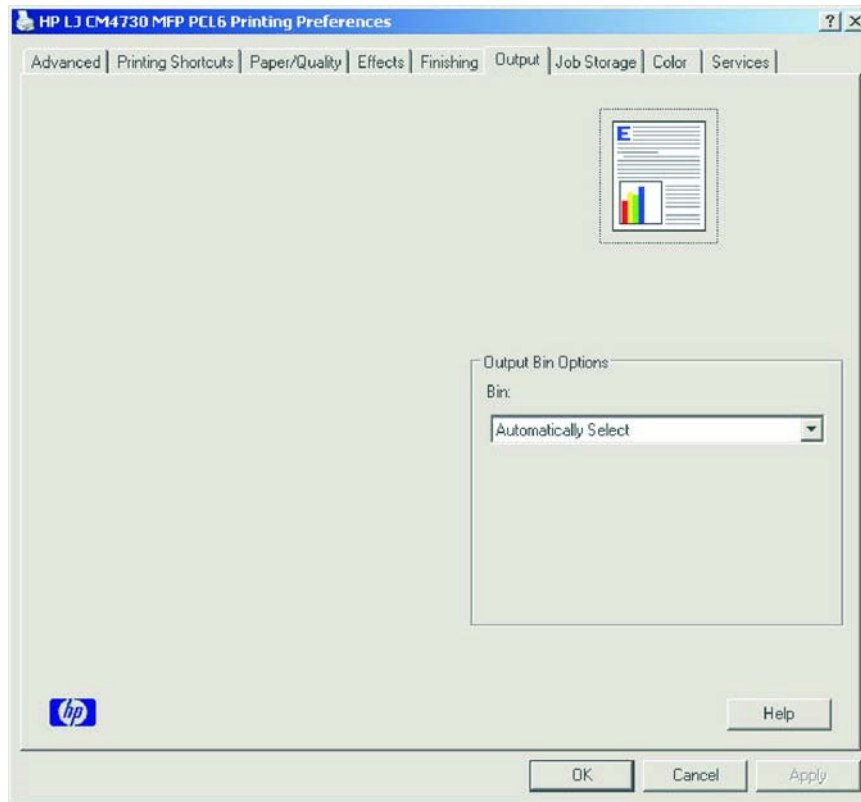 HP LJ CM4730 MFP PCL6 Printing Preferences
Advanced Printing Shortcuts Paper/Quality Effects Finishing Output Job Storage Color Services
E
Output Bin Options
Bin:
Automatically Select
hp
Help
OK Cancel Apply